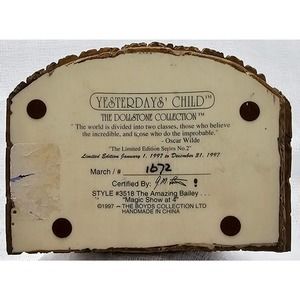 YESTERDAYS' CHILD™
THE DOLLSTONE COLLECTION™
"The world is divided into two classes, those who believe
the incredible, and those who do the improbable."
- Oscar Wilde
"The Limited Edition Series No.2"
Limited Edition January 1, 1997 to December 31, 1997
March / # 1672
Certified By:
STYLE #3518 The Amazing Bailey . . .
"Magic Show at 4"
©1997 ~ THE BOYDS COLLECTION LTD
HANDMADE IN CHINA